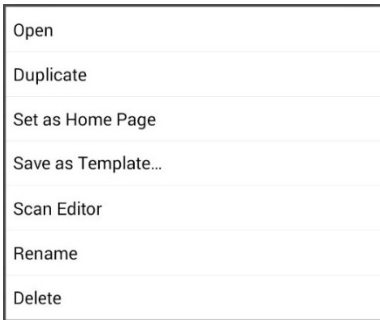 Open
Duplicate
Set as Home Page
Save as Template...
Scan Editor
Rename
Delete